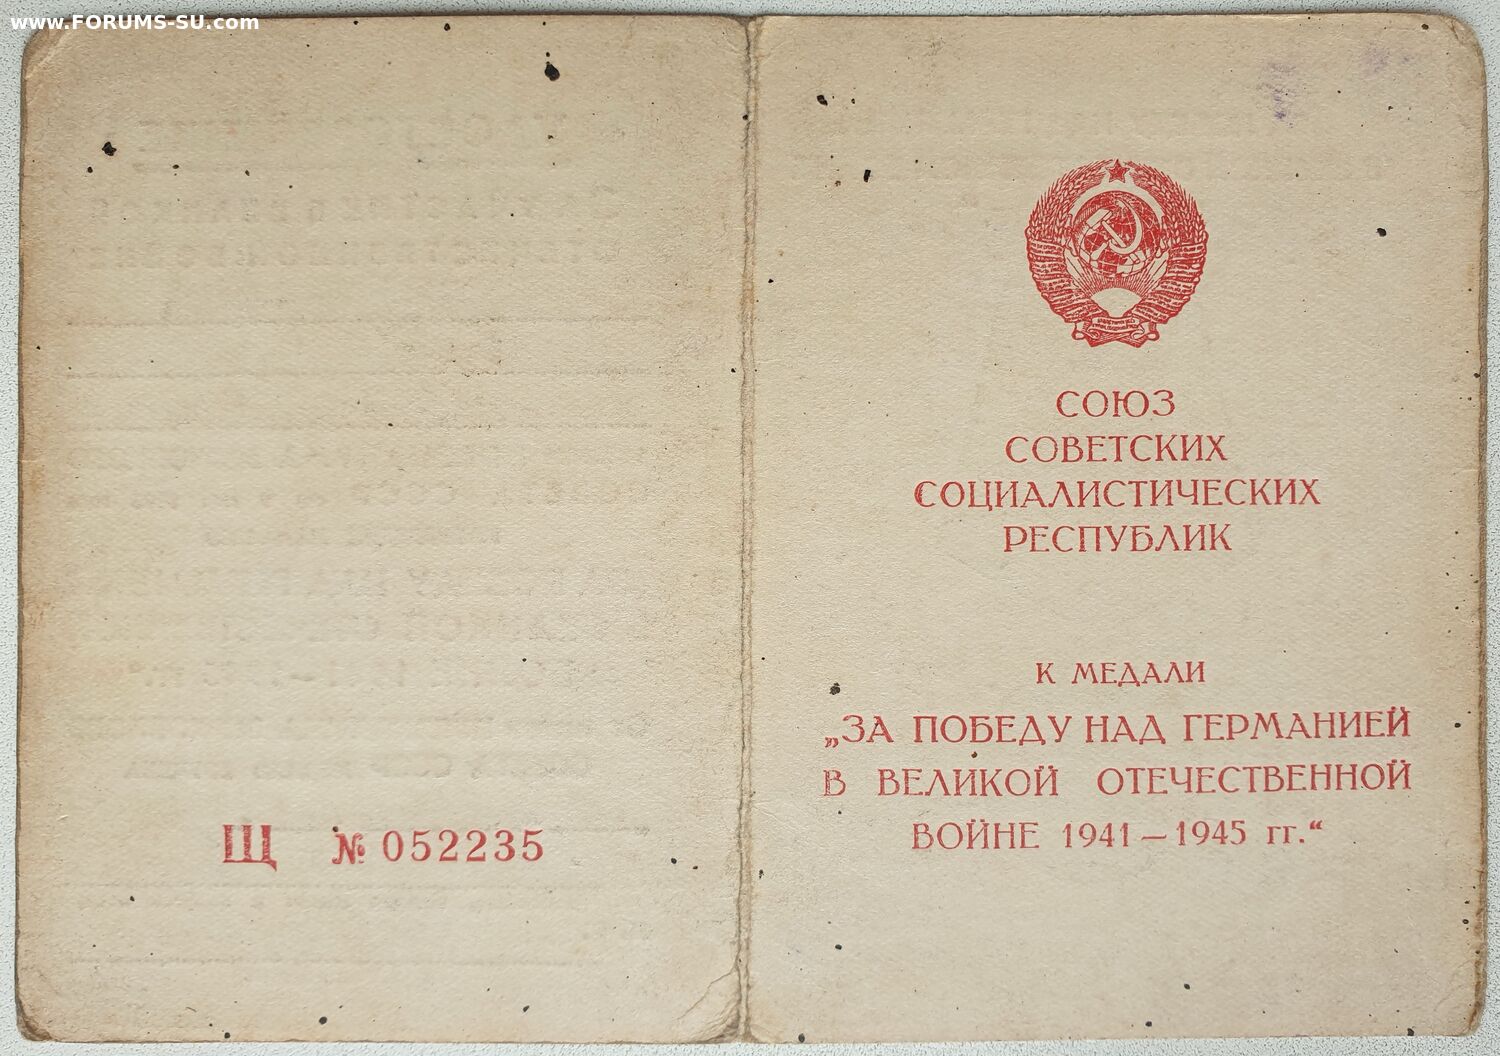 www.FORUMS-SU.com
Щ № 052235
СОЮЗ
СОВЕТСКИХ
СОЦИАЛИСТИЧЕСКИХ
РЕСПУБЛИК
К МЕДАЛИ
„ЗА ПОБЕДУ НАД ГЕРМАНИЕЙ
В ВЕЛИКОЙ ОТЕЧЕСТВЕННОЙ
ВОЙНЕ 1941—1945 гг.“